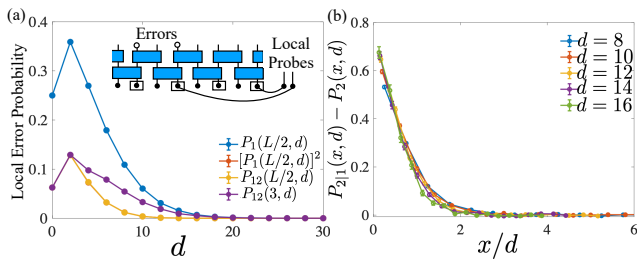 (a)
0.4
0.3
0.2
0.1
0
Local Error Probability
0 10 20 30
d
Errors
Local
Probes
P₁(L/2, d)
[P₁(L/2, d)]²
P₁₂(L/2, d)
P₁₂(3, d)
(b)
0.8
0.6
0.4
0.2
0
P₂|₁(x, d) − P₂(x, d)
0 2 4 6
x/d
d = 8
d = 10
d = 12
d = 14
d = 16